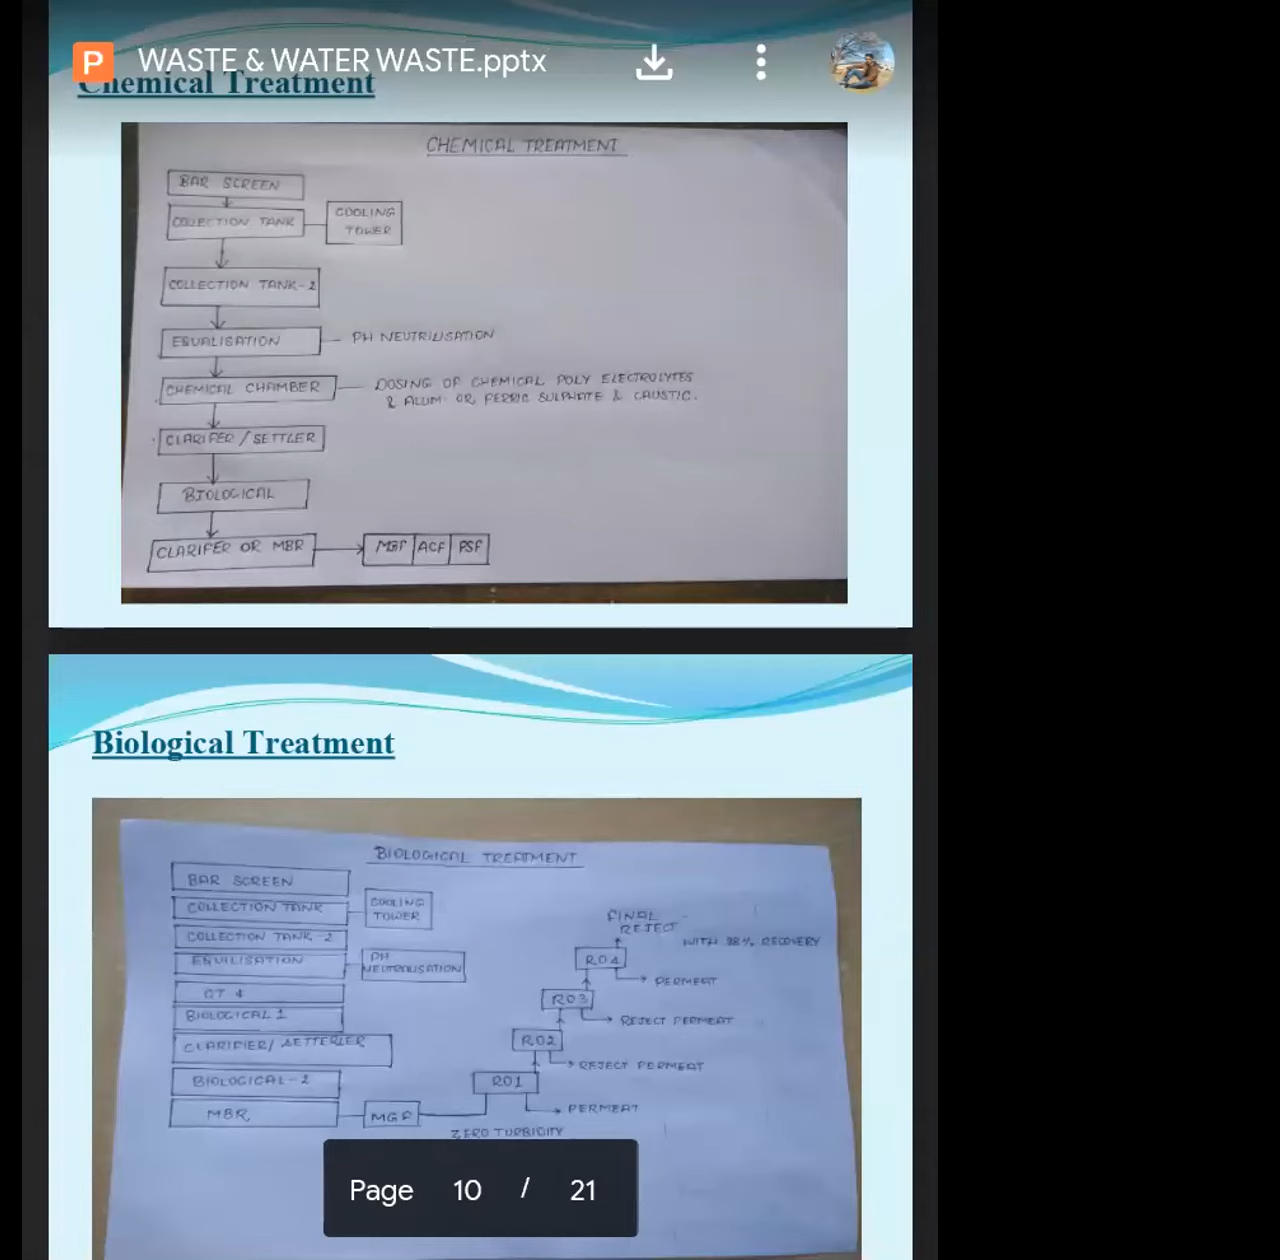 WASTE & WATER WASTE.pptx
Chemical Treatment
CHEMICAL TREATMENT
BAR SCREEN
COLLECTION TANK
COOLING
TOWER
COLLECTION TANK-2
EQUALISATION
PH NEUTRILISATION
CHEMICAL CHAMBER
DOSING OF CHEMICAL POLY ELECTROLYTES
& ALUM OR FERRIC SULPHATE & CAUSTIC.
CLARIFER/SETTLER
BIOLOGICAL
CLARIFER OR MBR
MBF ACF PSF
Biological Treatment
BIOLOGICAL TREATMENT
BAR SCREEN
COLLECTION TANK
COOLING
TOWER
COLLECTION TANK-2
EQUILISATION
PH
NEUTRALISATION
CT 4
BIOLOGICAL 1
CLARIFIER/SETTERLER
BIOLOGICAL-2
MBR
MGF
ZERO TURBIDITY
RO1
PERMEAT
RO2
REJECT PERMEAT
RO3
REJECT PERMEAT
RO4
PERMEAT
FINAL
REJECT
WITH 98% RECOVERY
Page 10 / 21